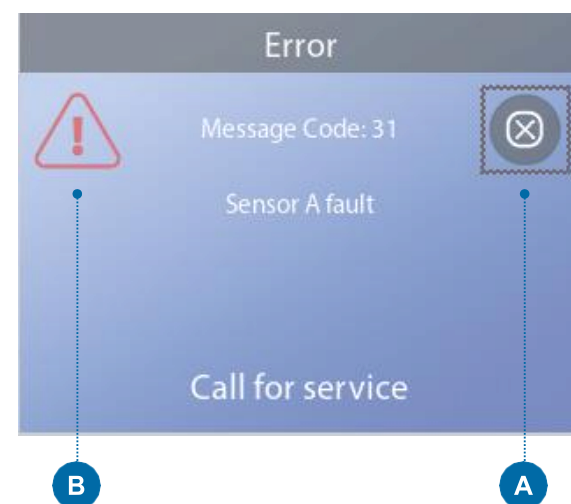 Error
Message Code: 31
Sensor A fault
Call for service
B
A